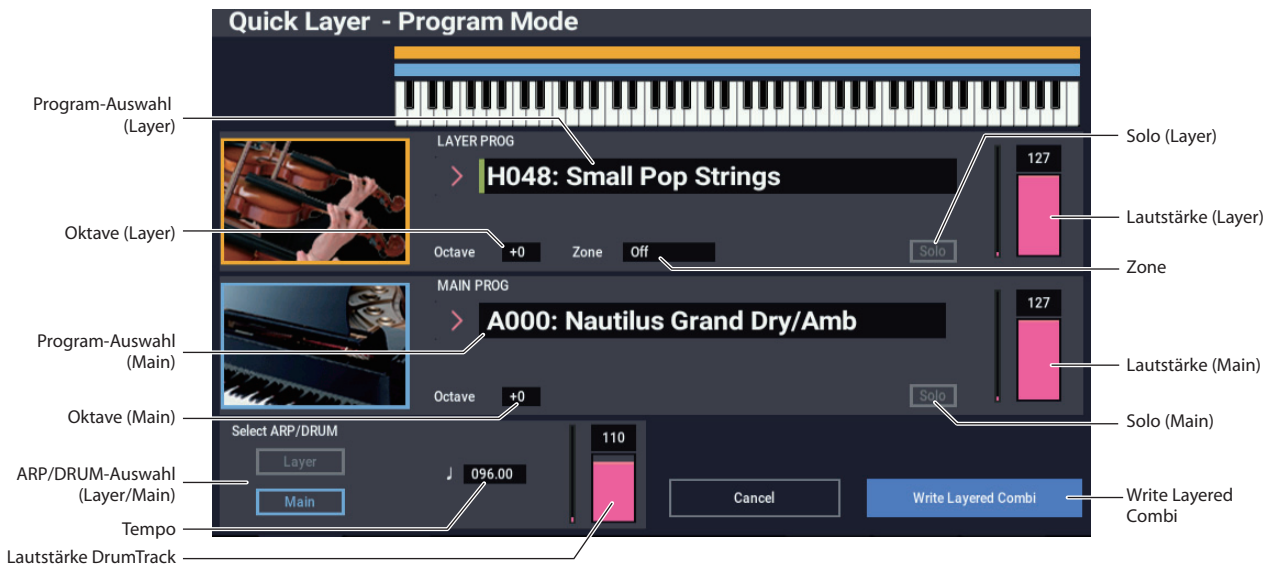 Quick Layer - Program Mode
Program-Auswahl
(Layer)
LAYER PROG
Solo (Layer)
127
H048: Small Pop Strings
Lautstärke (Layer)
Oktave (Layer)
Octave +0 Zone Off Solo
Zone
MAIN PROG
127
A000: Nautilus Grand Dry/Amb
Program-Auswahl
(Main)
Lautstärke (Main)
Octave +0 Solo
Oktave (Main)
Solo (Main)
Select ARP/DRUM
110
Layer
ARP/DRUM-Auswahl
(Layer/Main)
♩ 096.00
Main
Cancel
Write Layered Combi
Write Layered
Combi
Tempo
Lautstärke DrumTrack